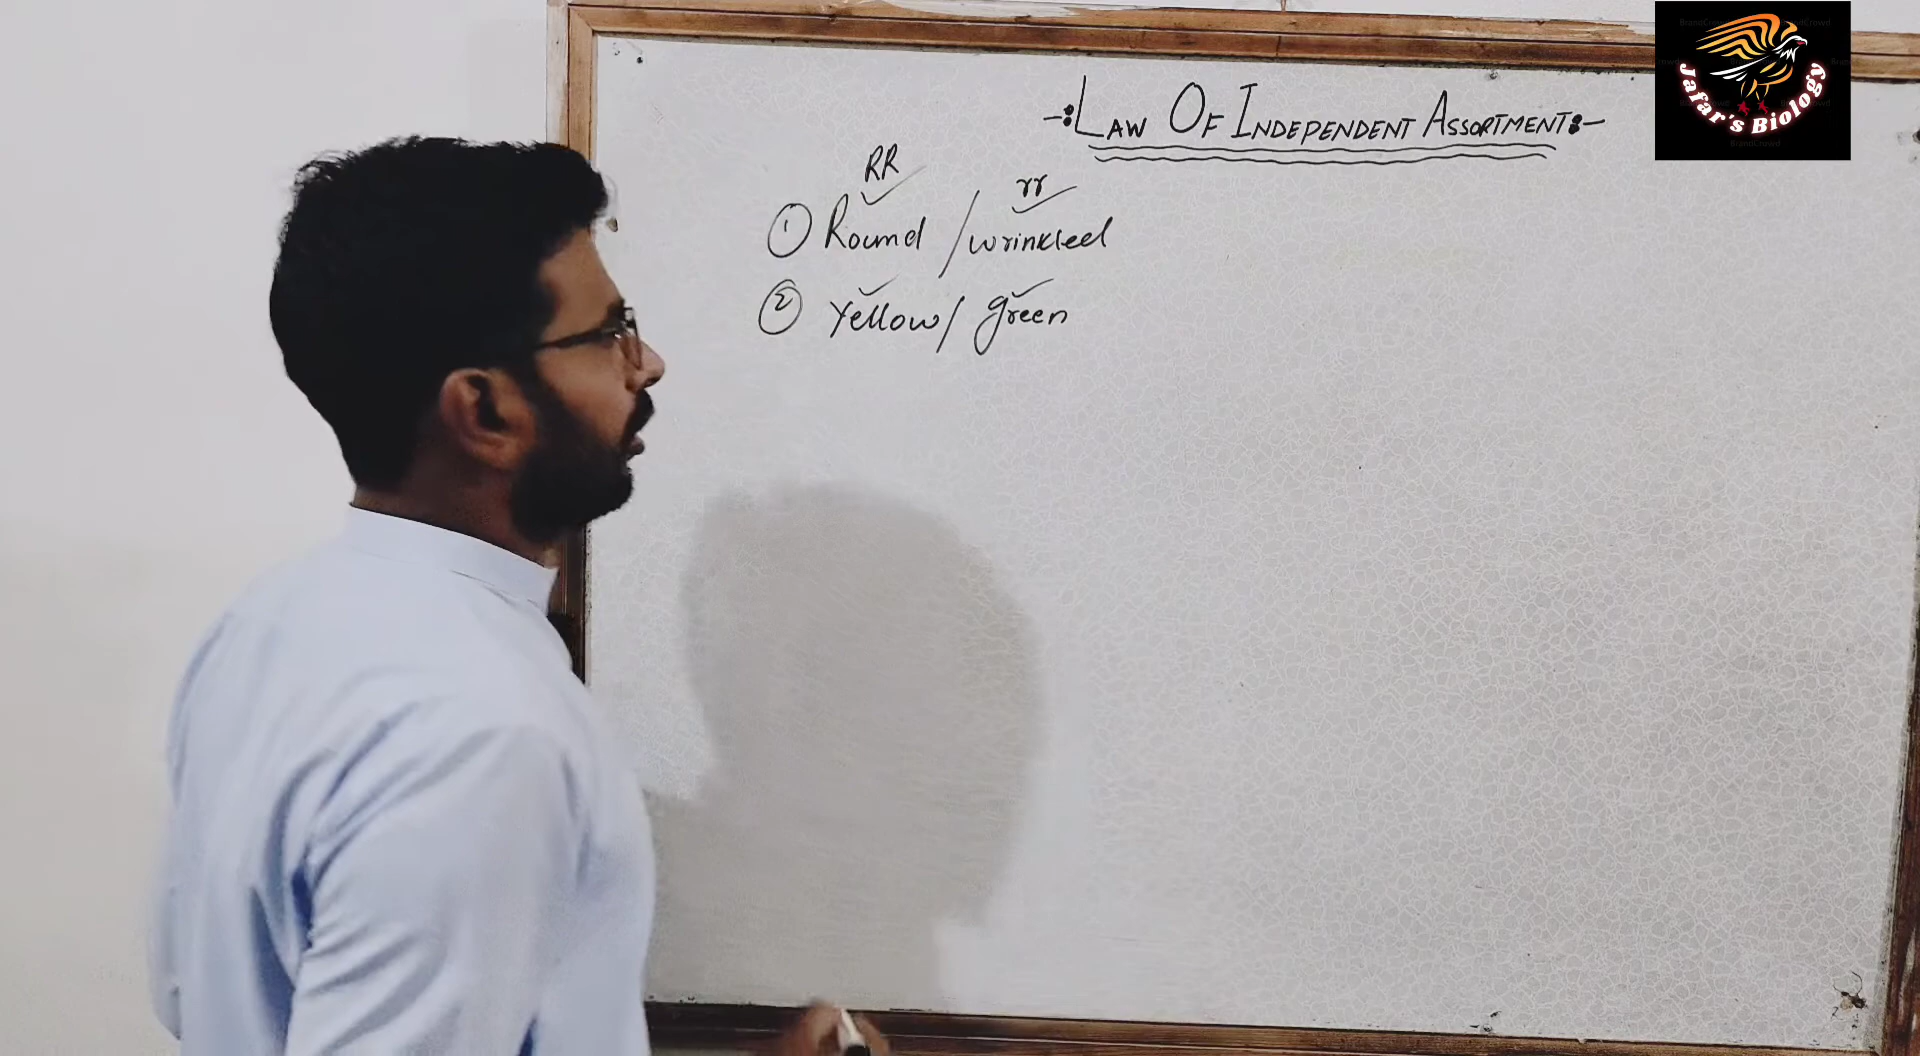 -:LAW OF INDEPENDENT ASSORTMENT:-
RR rr
① Round / wrinkled
② Yellow / green
Jafar's Biology